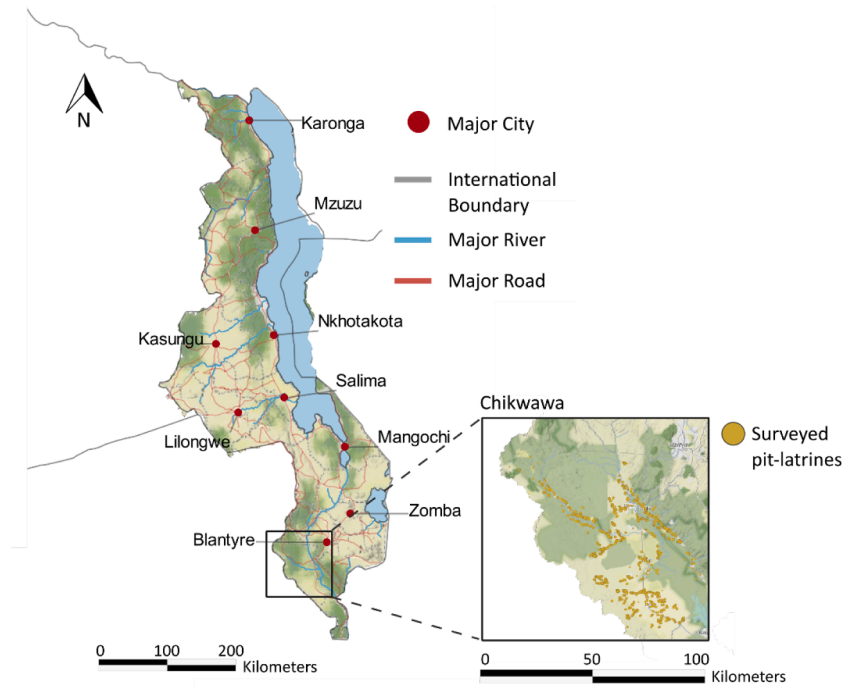 N
Karonga
Mzuzu
Nkhotakota
Kasungu
Salima
Lilongwe
Mangochi
Zomba
Blantyre
Major City
International
Boundary
Major River
Major Road
Chikwawa
Surveyed
pit-latrines
0 100 200
Kilometers
0 50 100
Kilometers